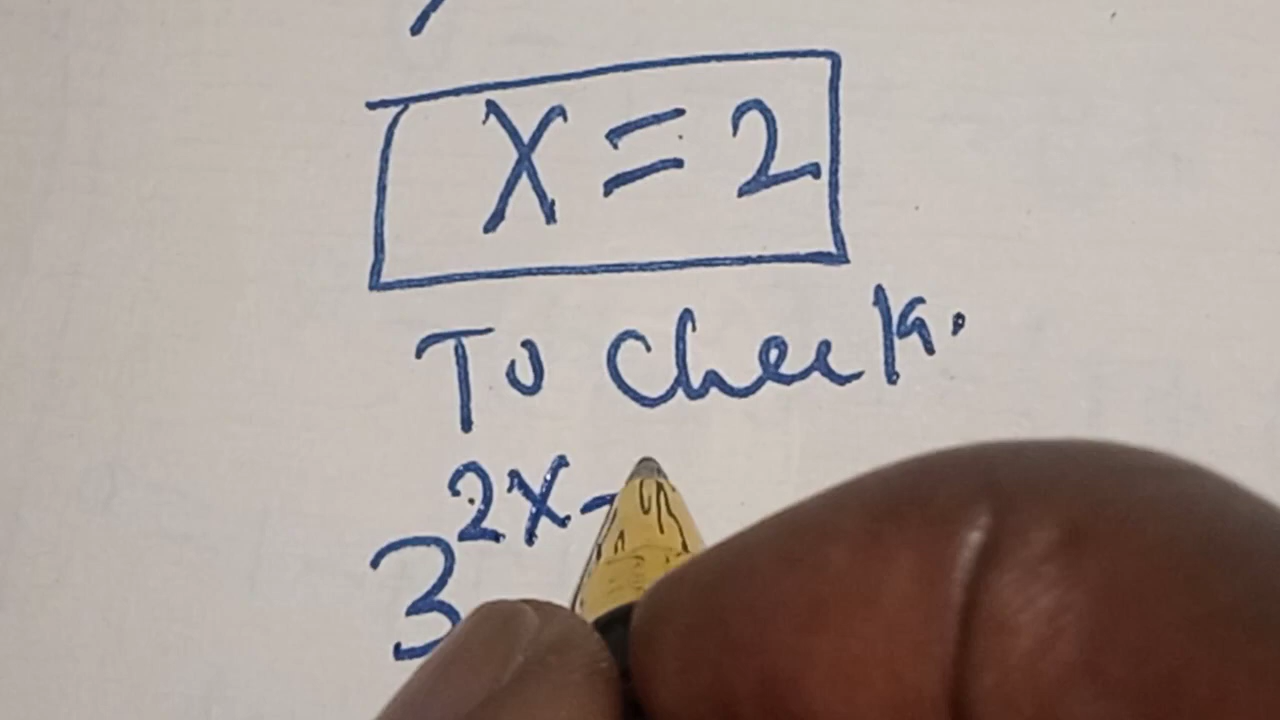 X = 2
To Check.
3^{2X-